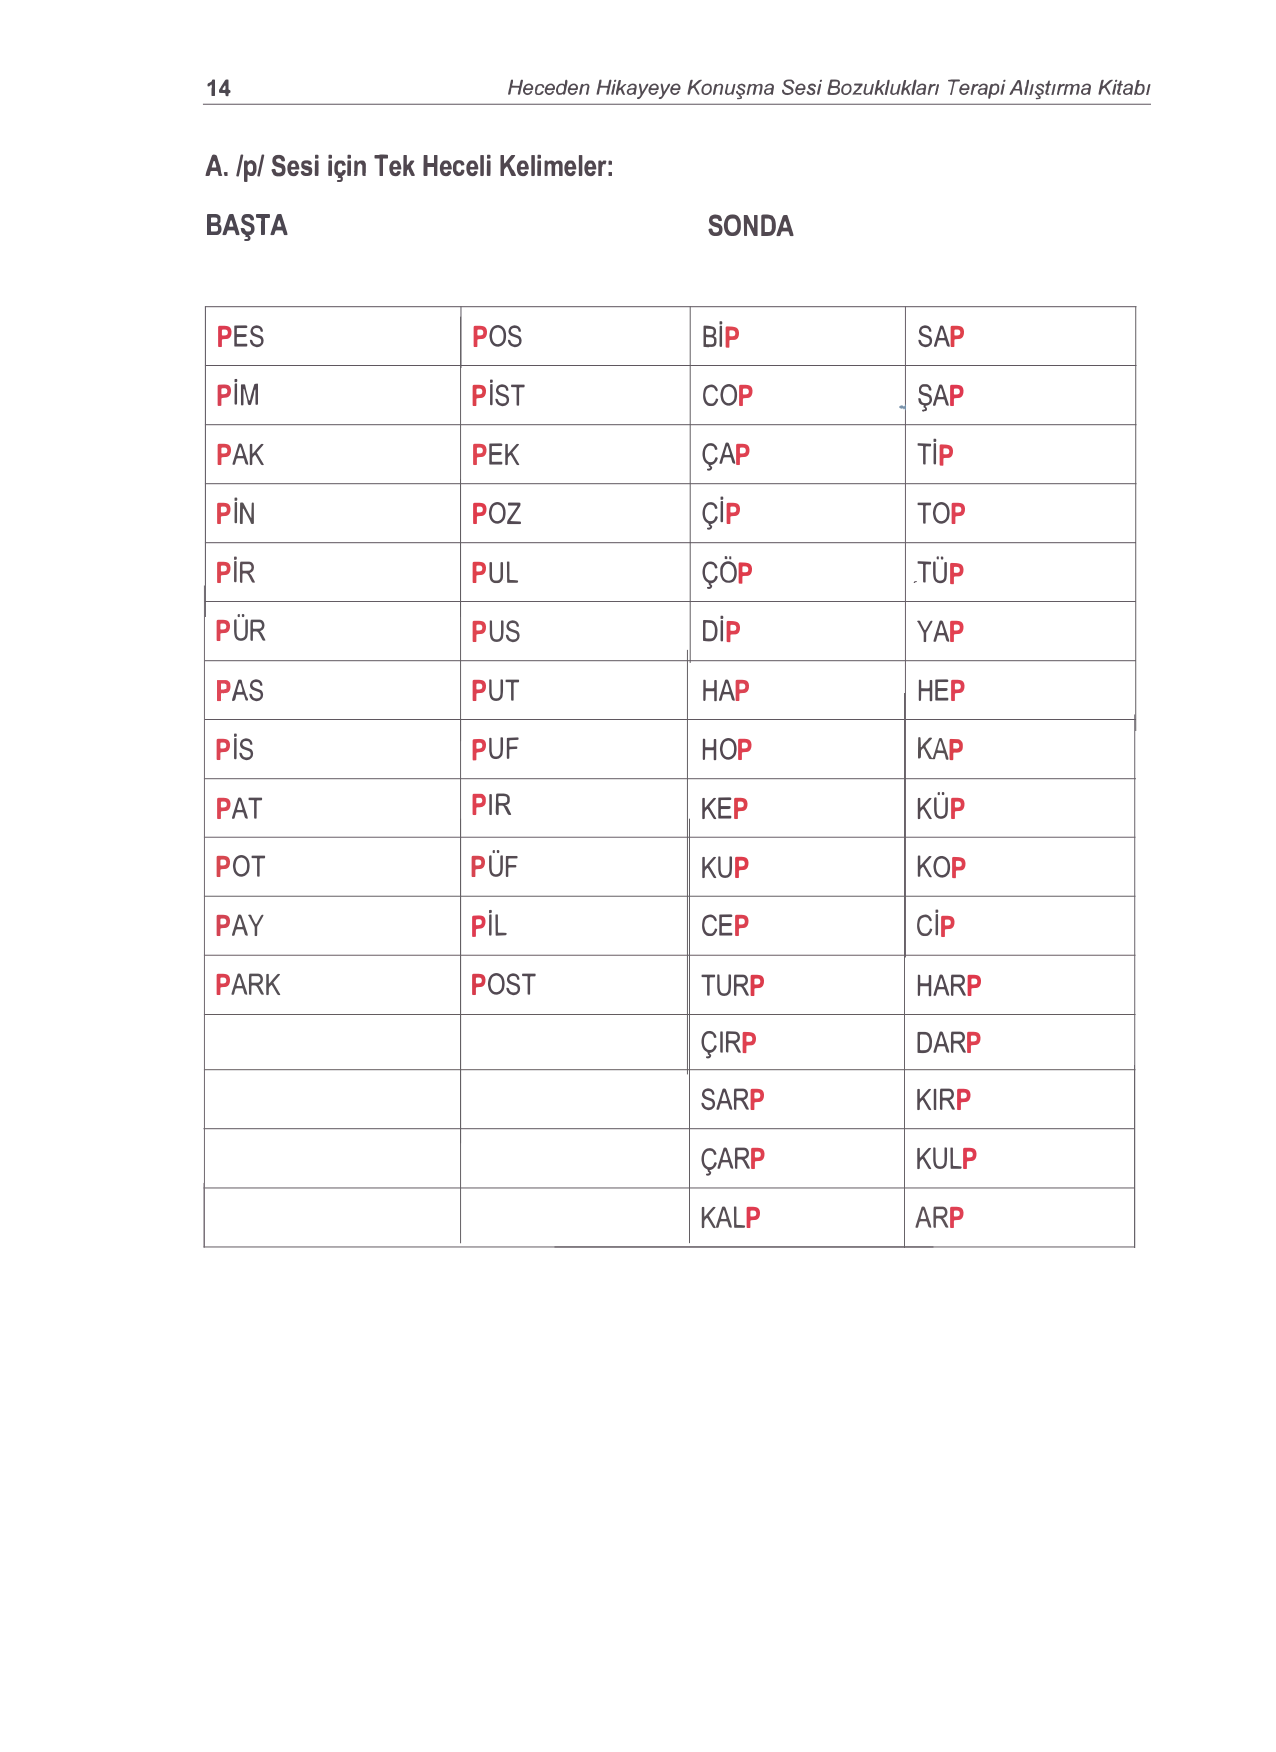 14 Heceden Hikayeye Konuşma Sesi Bozuklukları Terapi Alıştırma Kitabı
A. /p/ Sesi için Tek Heceli Kelimeler:
BAŞTA SONDA
PES POS BİP SAP
PİM PİST COP ŞAP
PAK PEK ÇAP TİP
PİN POZ ÇİP TOP
PİR PUL ÇÖP TÜP
PÜR PUS DİP YAP
PAS PUT HAP HEP
PİS PUF HOP KAP
PAT PIR KEP KÜP
POT PÜF KUP KOP
PAY PİL CEP CİP
PARK POST TURP HARP
ÇIRP DARP
SARP KIRP
ÇARP KULP
KALP ARP